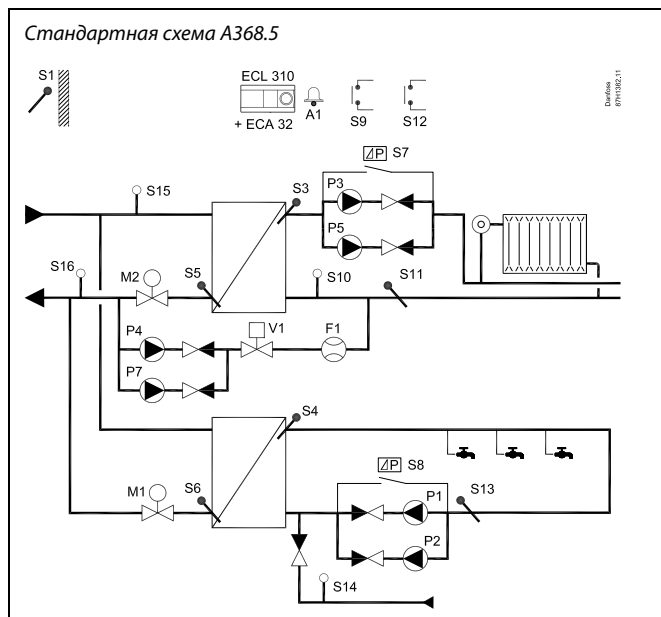 Стандартная схема A368.5
S1
ECL 310
+ ECA 32
A1
S9
S12
Danfoss
87H1382.11
⊿P S7
S15
S3
P3
P5
S16
M2
S5
S10
S11
P4
V1
F1
P7
S4
⊿P S8
M1
S6
P1
S13
P2
S14